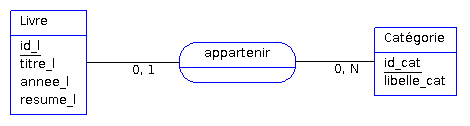 Livre
id_l
titre_l
annee_l
resume_l
0, 1
appartenir
0, N
Catégorie
id_cat
libelle_cat